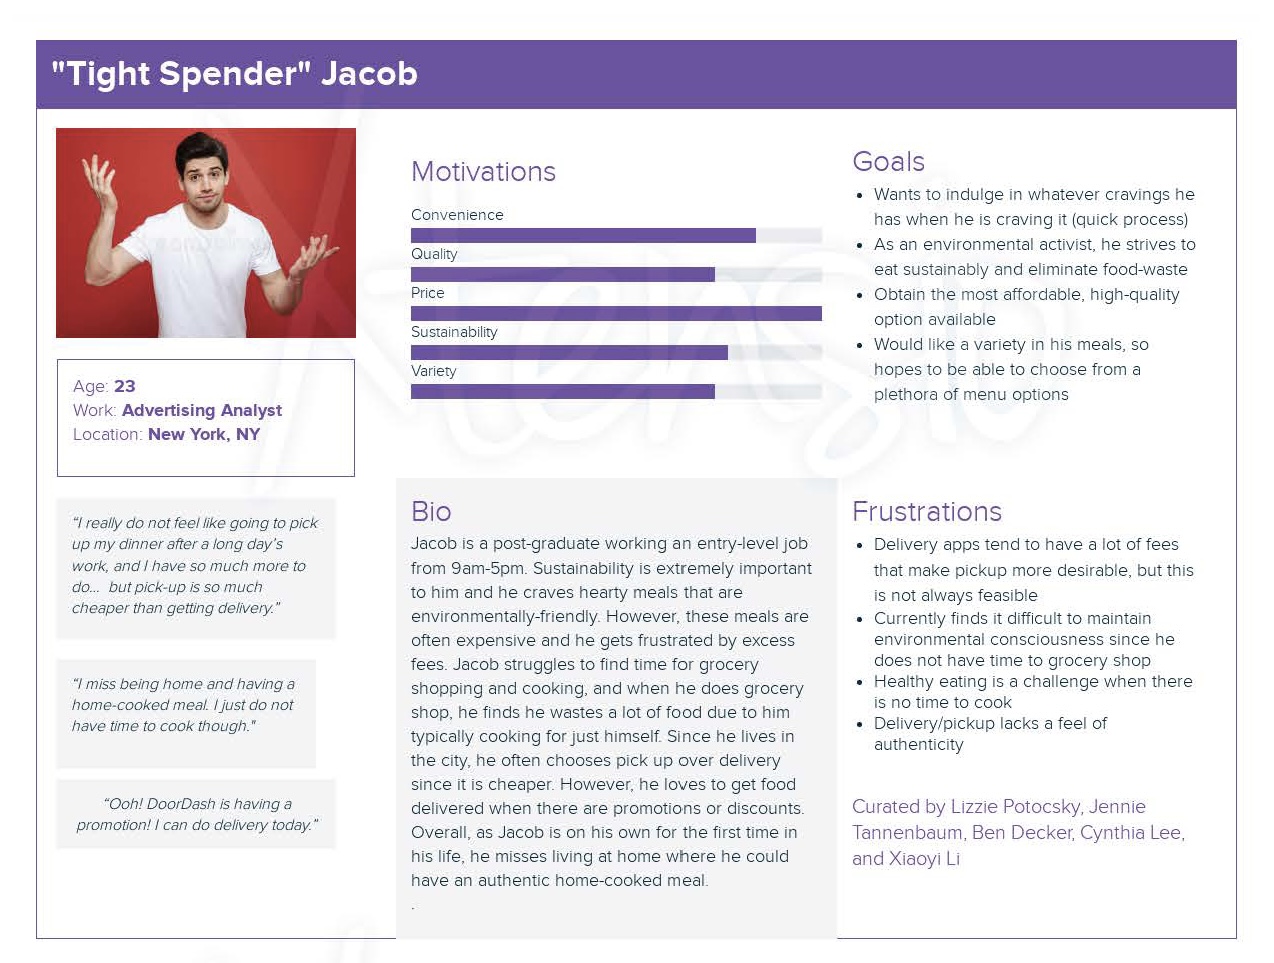 "Tight Spender" Jacob
Age: 23
Work: Advertising Analyst
Location: New York, NY
“I really do not feel like going to pick
up my dinner after a long day’s
work, and I have so much more to
do...  but pick-up is so much
cheaper than getting delivery.”
“I miss being home and having a
home-cooked meal. I just do not
have time to cook though."
“Ooh! DoorDash is having a
promotion! I can do delivery today.”
Motivations
Convenience
Quality
Price
Sustainability
Variety
Bio
Jacob is a post-graduate working an entry-level job
from 9am-5pm. Sustainability is extremely important
to him and he craves hearty meals that are
environmentally-friendly. However, these meals are
often expensive and he gets frustrated by excess
fees. Jacob struggles to find time for grocery
shopping and cooking, and when he does grocery
shop, he finds he wastes a lot of food due to him
typically cooking for just himself. Since he lives in
the city, he often chooses pick up over delivery
since it is cheaper. However, he loves to get food
delivered when there are promotions or discounts.
Overall, as Jacob is on his own for the first time in
his life, he misses living at home where he could
have an authentic home-cooked meal.
.
Goals
• Wants to indulge in whatever cravings he
has when he is craving it (quick process)
• As an environmental activist, he strives to
eat sustainably and eliminate food-waste
• Obtain the most affordable, high-quality
option available
• Would like a variety in his meals, so
hopes to be able to choose from a
plethora of menu options
Frustrations
• Delivery apps tend to have a lot of fees
that make pickup more desirable, but this
is not always feasible
• Currently finds it difficult to maintain
environmental consciousness since he
does not have time to grocery shop
• Healthy eating is a challenge when there
is no time to cook
• Delivery/pickup lacks a feel of
authenticity
Curated by Lizzie Potocsky, Jennie
Tannenbaum, Ben Decker, Cynthia Lee,
and Xiaoyi Li
Xtensio